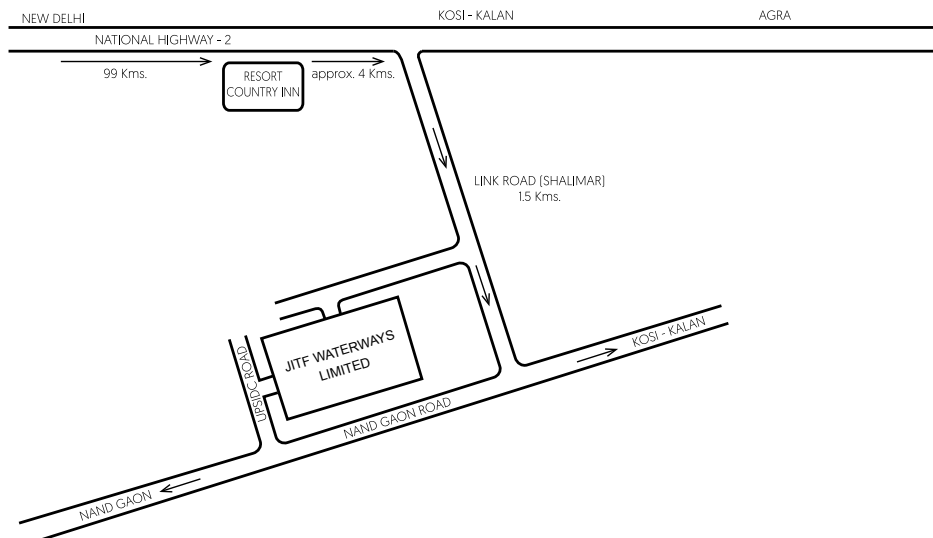 NEW DELHI
KOSI - KALAN
AGRA
NATIONAL HIGHWAY - 2
99 Kms.
RESORT
COUNTRY INN
approx. 4 Kms.
LINK ROAD (SHALIMAR)
1.5 Kms.
JITF WATERWAYS
LIMITED
UPSIDC ROAD
KOSI - KALAN
NAND GAON ROAD
NAND GAON